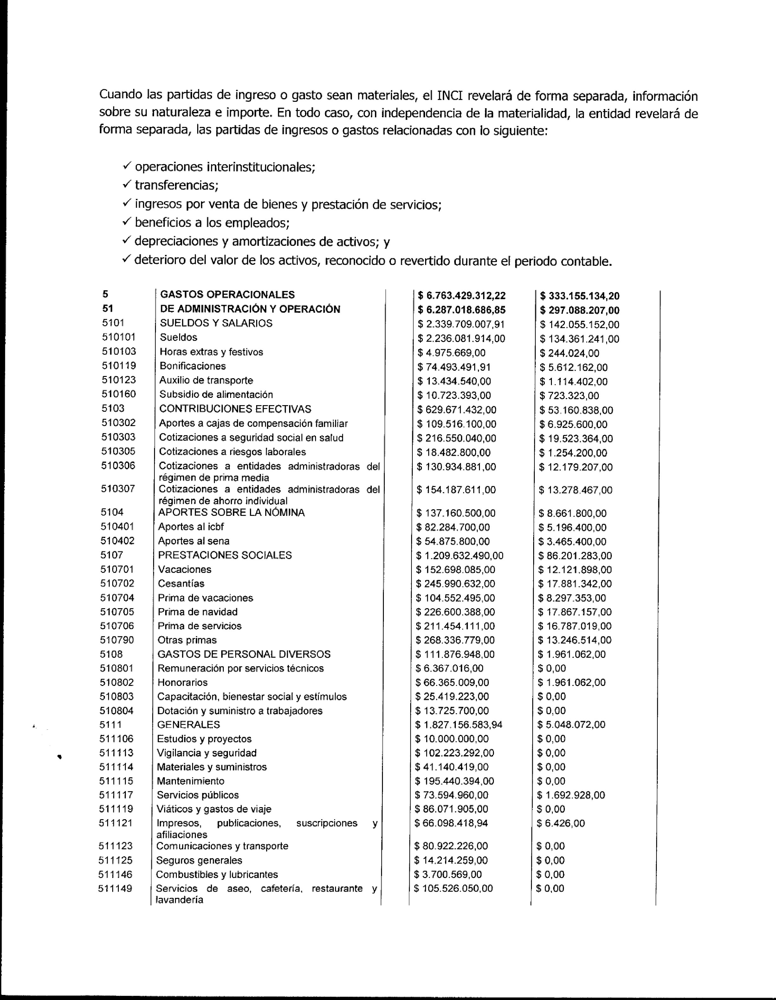 Cuando las partidas de ingreso o gasto sean materiales, el INCI revelará de forma separada, información
sobre su naturaleza e importe. En todo caso, con independencia de la materialidad, la entidad revelará de
forma separada, las partidas de ingresos o gastos relacionadas con lo siguiente:
✓ operaciones interinstitucionales;
✓ transferencias;
✓ ingresos por venta de bienes y prestación de servicios;
✓ beneficios a los empleados;
✓ depreciaciones y amortizaciones de activos; y
✓ deterioro del valor de los activos, reconocido o revertido durante el periodo contable.
5 GASTOS OPERACIONALES $ 6.763.429.312,22 $ 333.155.134,20
51 DE ADMINISTRACIÓN Y OPERACIÓN $ 6.287.018.686,85 $ 297.088.207,00
5101 SUELDOS Y SALARIOS $ 2.339.709.007,91 $ 142.055.152,00
510101 Sueldos $ 2.236.081.914,00 $ 134.361.241,00
510103 Horas extras y festivos $ 4.975.669,00 $ 244.024,00
510119 Bonificaciones $ 74.493.491,91 $ 5.612.162,00
510123 Auxilio de transporte $ 13.434.540,00 $ 1.114.402,00
510160 Subsidio de alimentación $ 10.723.393,00 $ 723.323,00
5103 CONTRIBUCIONES EFECTIVAS $ 629.671.432,00 $ 53.160.838,00
510302 Aportes a cajas de compensación familiar $ 109.516.100,00 $ 6.925.600,00
510303 Cotizaciones a seguridad social en salud $ 216.550.040,00 $ 19.523.364,00
510305 Cotizaciones a riesgos laborales $ 18.482.800,00 $ 1.254.200,00
510306 Cotizaciones a entidades administradoras del $ 130.934.881,00 $ 12.179.207,00
régimen de prima media
510307 Cotizaciones a entidades administradoras del $ 154.187.611,00 $ 13.278.467,00
régimen de ahorro individual
5104 APORTES SOBRE LA NÓMINA $ 137.160.500,00 $ 8.661.800,00
510401 Aportes al icbf $ 82.284.700,00 $ 5.196.400,00
510402 Aportes al sena $ 54.875.800,00 $ 3.465.400,00
5107 PRESTACIONES SOCIALES $ 1.209.632.490,00 $ 86.201.283,00
510701 Vacaciones $ 152.698.085,00 $ 12.121.898,00
510702 Cesantías $ 245.990.632,00 $ 17.881.342,00
510704 Prima de vacaciones $ 104.552.495,00 $ 8.297.353,00
510705 Prima de navidad $ 226.600.388,00 $ 17.867.157,00
510706 Prima de servicios $ 211.454.111,00 $ 16.787.019,00
510790 Otras primas $ 268.336.779,00 $ 13.246.514,00
5108 GASTOS DE PERSONAL DIVERSOS $ 111.876.948,00 $ 1.961.062,00
510801 Remuneración por servicios técnicos $ 6.367.016,00 $ 0,00
510802 Honorarios $ 66.365.009,00 $ 1.961.062,00
510803 Capacitación, bienestar social y estímulos $ 25.419.223,00 $ 0,00
510804 Dotación y suministro a trabajadores $ 13.725.700,00 $ 0,00
5111 GENERALES $ 1.827.156.583,94 $ 5.048.072,00
511106 Estudios y proyectos $ 10.000.000,00 $ 0,00
511113 Vigilancia y seguridad $ 102.223.292,00 $ 0,00
511114 Materiales y suministros $ 41.140.419,00 $ 0,00
511115 Mantenimiento $ 195.440.394,00 $ 0,00
511117 Servicios públicos $ 73.594.960,00 $ 1.692.928,00
511119 Viáticos y gastos de viaje $ 86.071.905,00 $ 0,00
511121 Impresos, publicaciones, suscripciones y $ 66.098.418,94 $ 6.426,00
afiliaciones
511123 Comunicaciones y transporte $ 80.922.226,00 $ 0,00
511125 Seguros generales $ 14.214.259,00 $ 0,00
511146 Combustibles y lubricantes $ 3.700.569,00 $ 0,00
511149 Servicios de aseo, cafetería, restaurante y $ 105.526.050,00 $ 0,00
lavandería